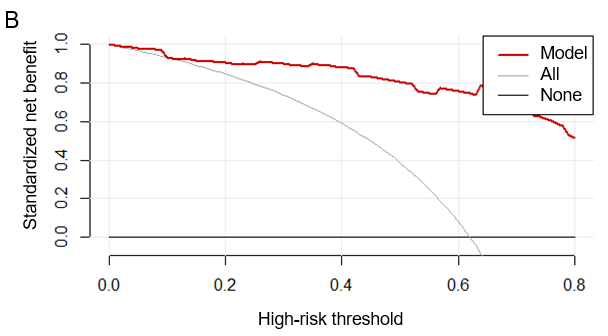 B
Standardized net benefit
1.0
0.8
0.6
0.4
0.2
0.0
Model
All
None
0.0 0.2 0.4 0.6 0.8
High-risk threshold